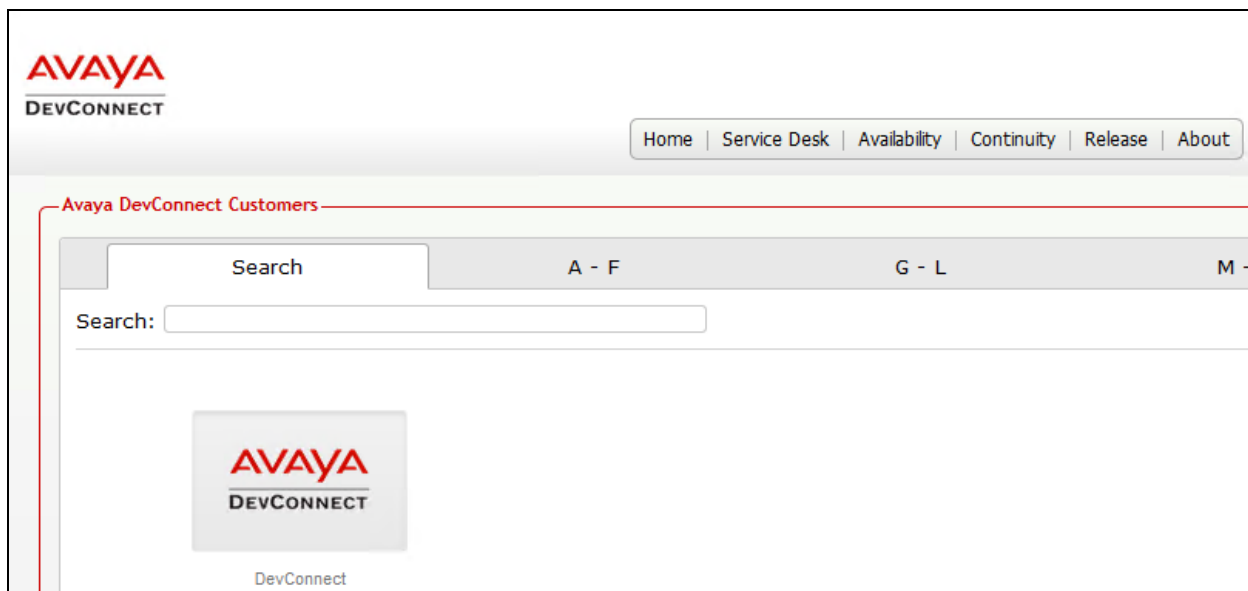 AVAYA
DEVCONNECT
Home | Service Desk | Availability | Continuity | Release | About
Avaya DevConnect Customers
Search A - F G - L M -
Search:
AVAYA
DEVCONNECT
DevConnect